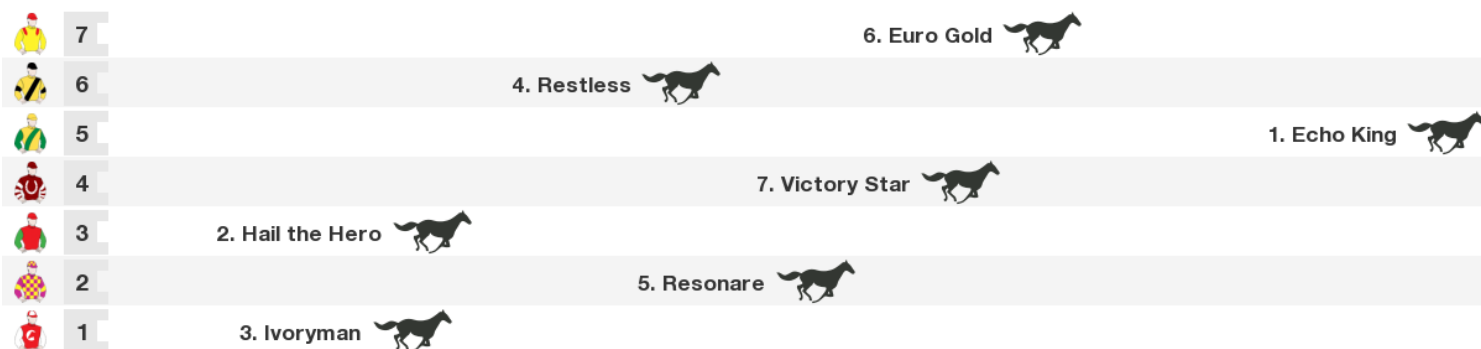 7 6. Euro Gold
6 4. Restless
5 1. Echo King
4 7. Victory Star
3 2. Hail the Hero
2 5. Resonare
1 3. Ivoryman